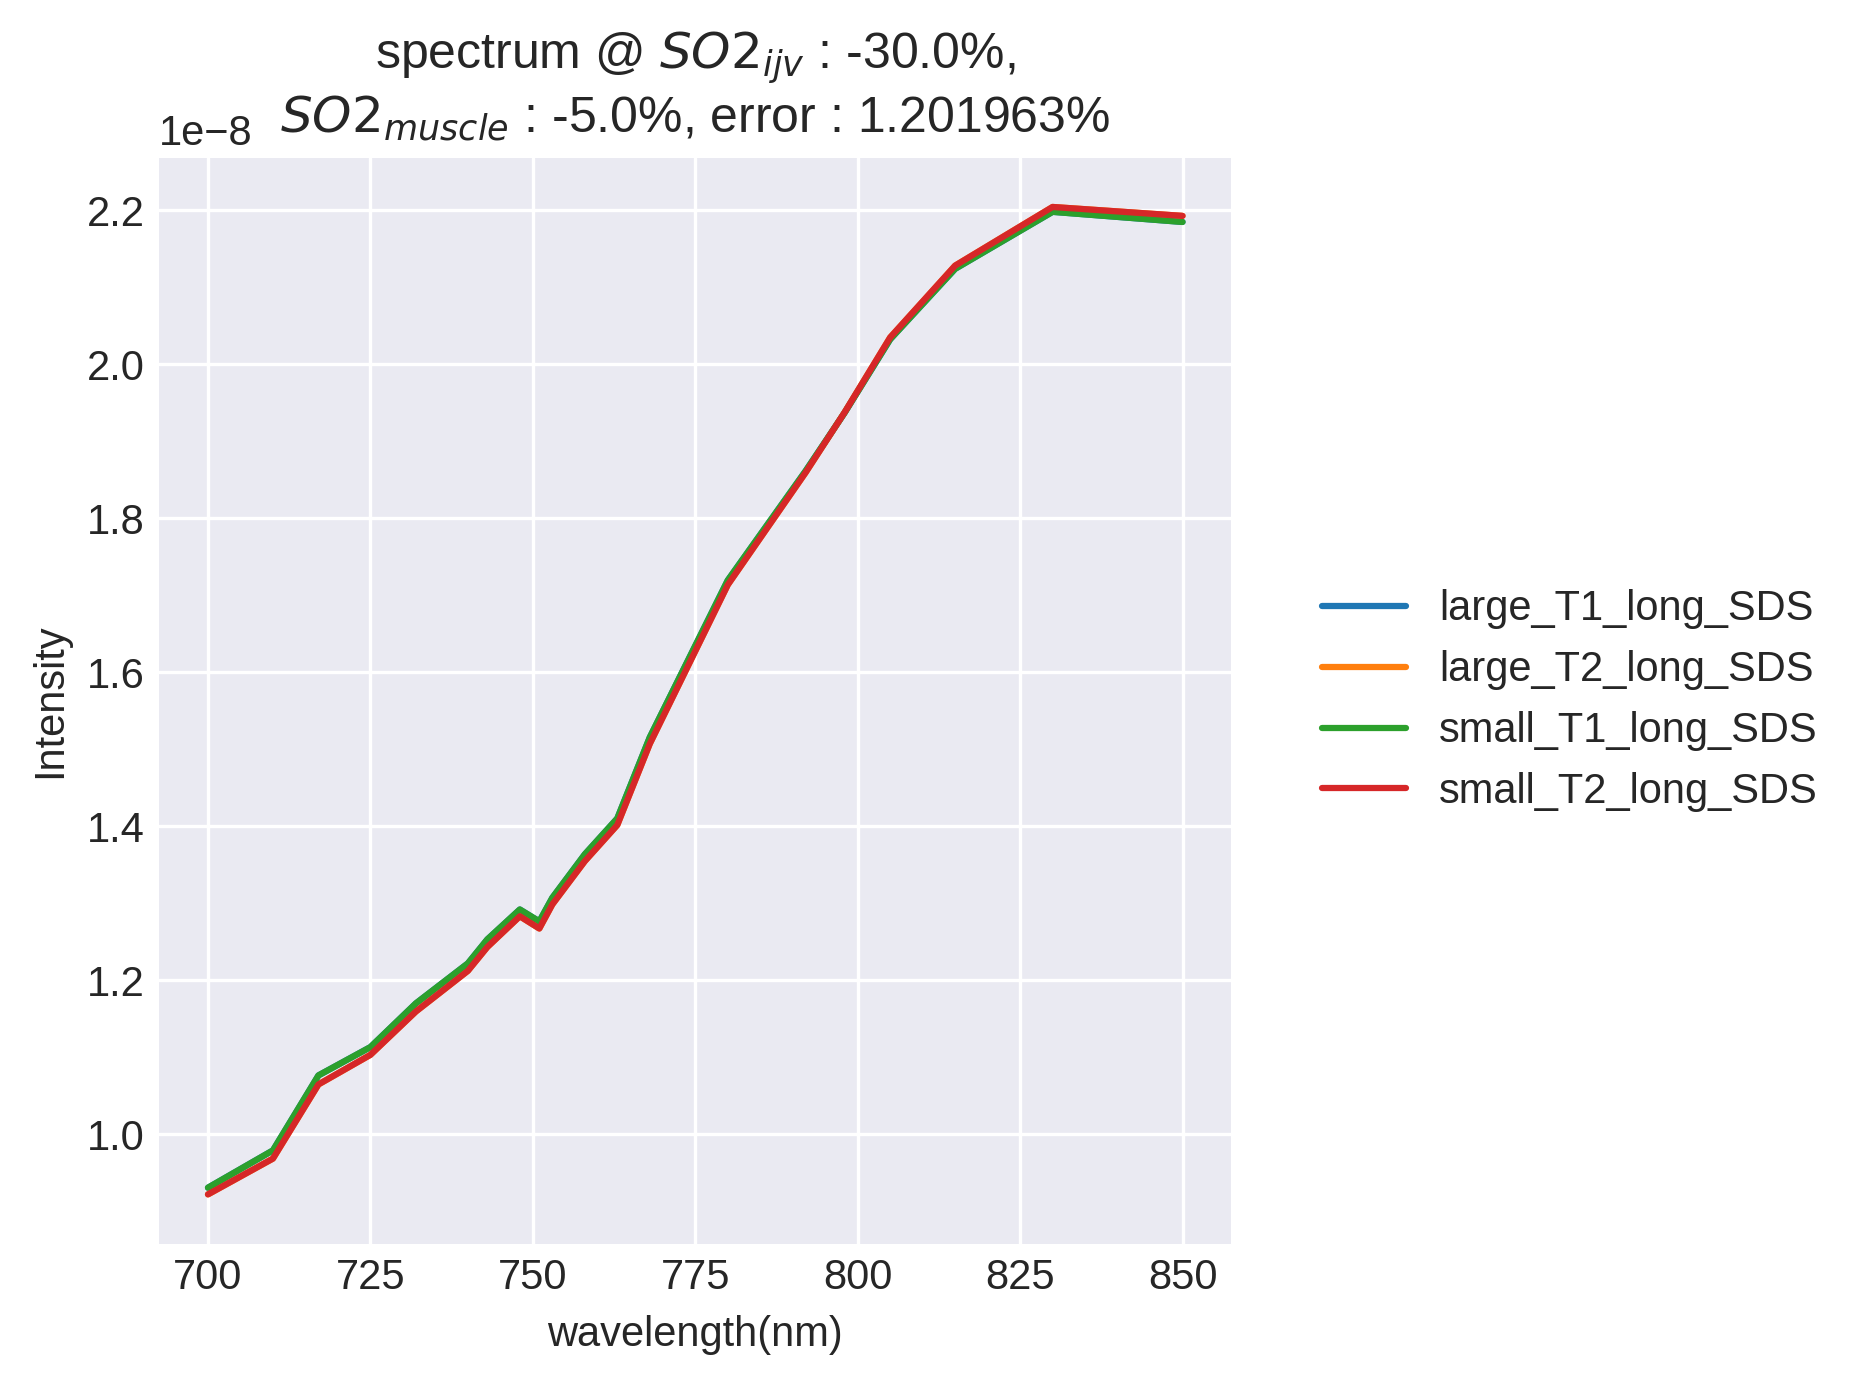 spectrum @ SO2ijv : -30.0%,
SO2muscle : -5.0%, error : 1.201963%
1e−8
2.2
2.0
1.8
1.6
1.4
1.2
1.0
Intensity
700 725 750 775 800 825 850
wavelength(nm)
large_T1_long_SDS
large_T2_long_SDS
small_T1_long_SDS
small_T2_long_SDS